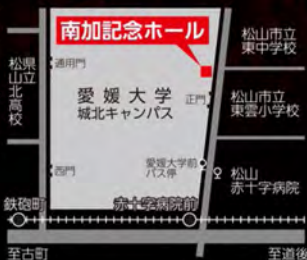 南加記念ホール
松山市立
東中学校
松県
山立
北
高
校
通用門
愛媛大学
城北キャンパス
正門
松山市立
東雲小学校
愛媛大学前
バス停
西門
松山
赤十字病院
鉄砲町
赤十字病院前
至古町
至道後